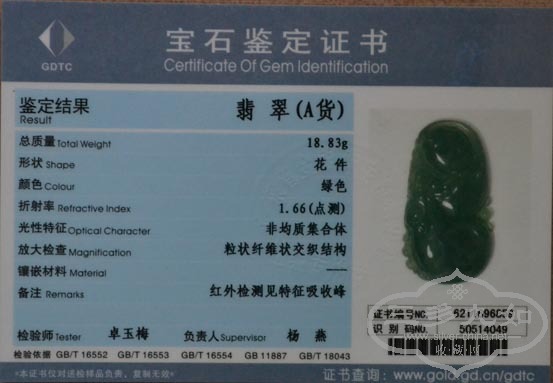 GDTC
宝石鉴定证书
Certificate Of Gem Identification
鉴定结果 翡翠(A货)
Result
总质量 Total Weight 18.83g
形状 Shape 花件
颜色 Colour 绿色
折射率 Refractive Index 1.66(点测)
光性特征 Optical Character 非均质集合体
放大检查 Magnification 粒状纤维状交织结构
镶嵌材料 Material ——
备注 Remarks 红外检测见特征吸收峰
证书编号NO.
识别码NO. 50514049
检验师 Tester 卓玉梅 负责人 Supervisor 杨燕
检验依据 GB/T 16552 GB/T 16553 GB/T 16554 GB 11887 GB/T 18043
※本证书仅对送检样品负责，复制无效。
证书查询: www.gold.gd.cn/gdtc